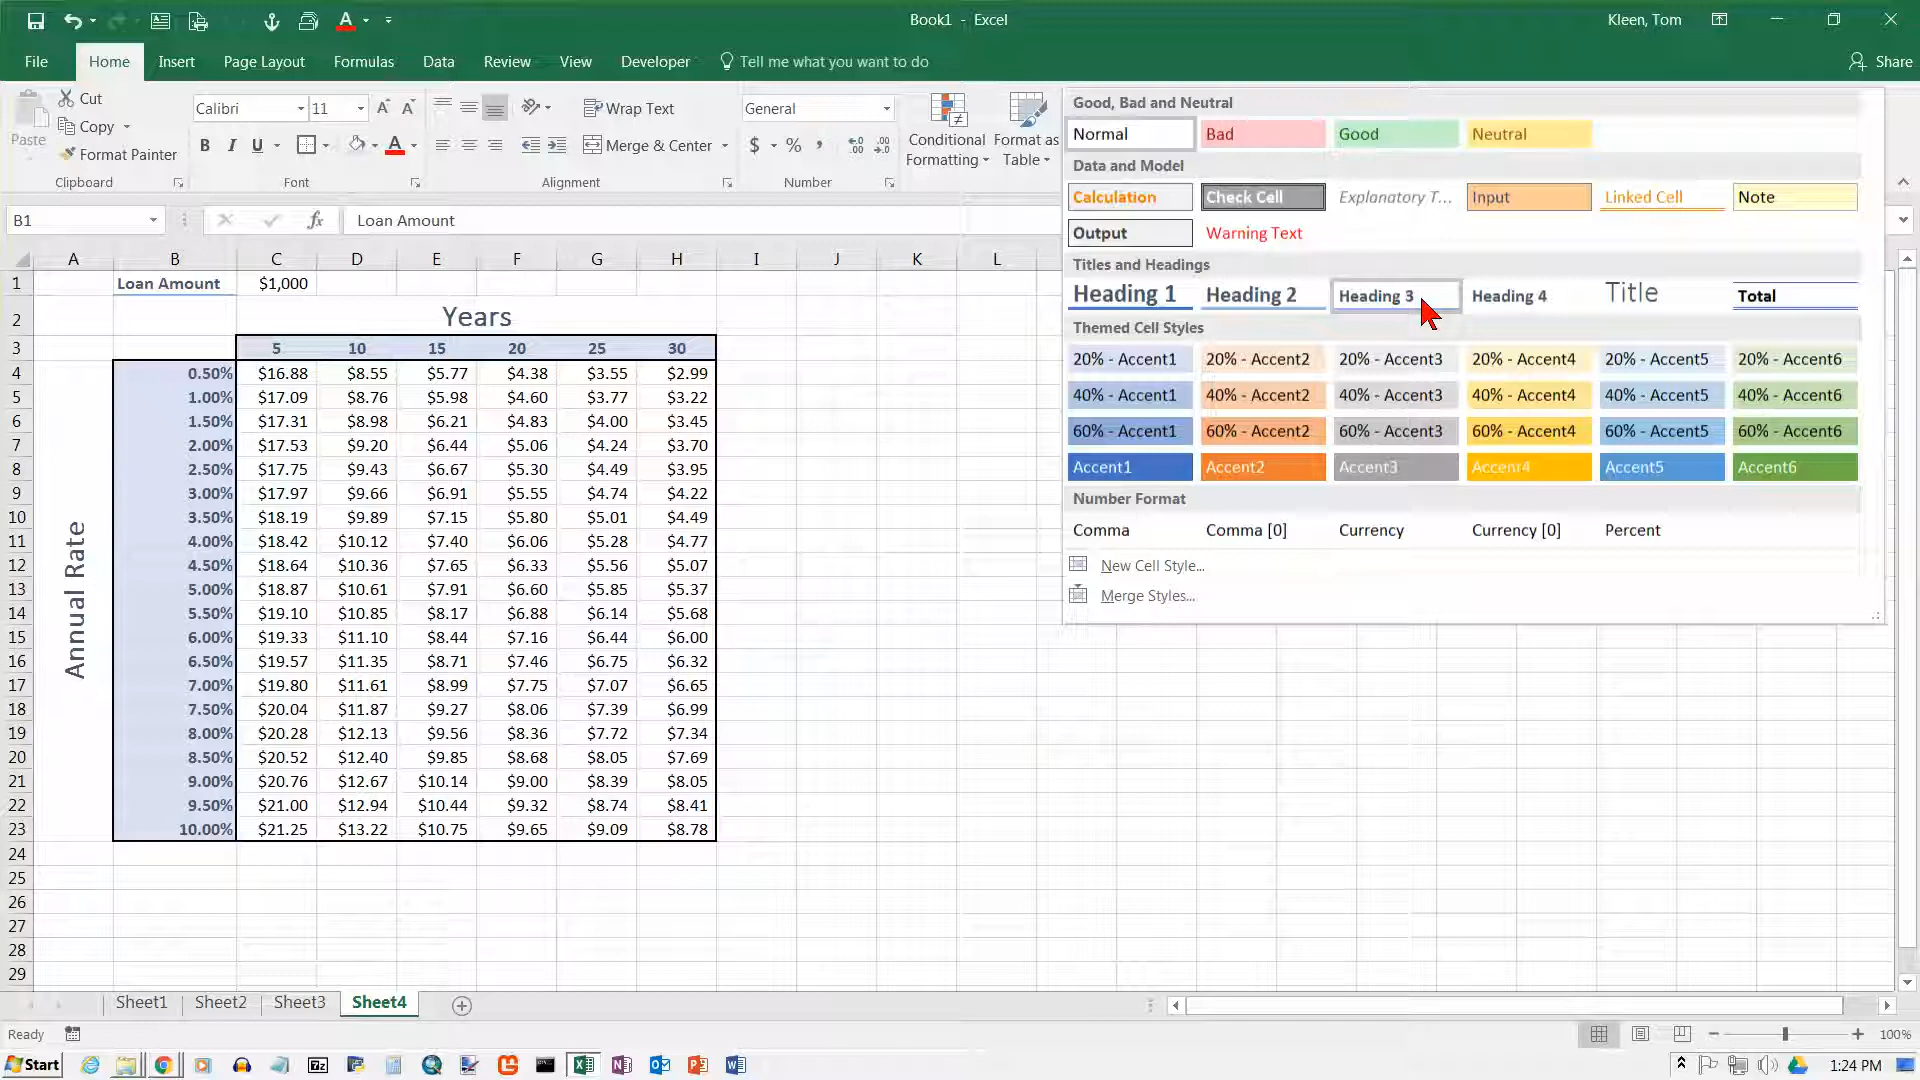 Book1 - Excel
Kleen, Tom
File Home Insert Page Layout Formulas Data Review View Developer Tell me what you want to do
Share
Paste
Cut
Copy
Format Painter
Clipboard
Calibri 11
B I U
Font
Wrap Text
Merge & Center
Alignment
General
$ % ,
Number
Conditional Formatting
Format as Table
Good, Bad and Neutral
Normal Bad Good Neutral
Data and Model
Calculation Check Cell Explanatory T... Input Linked Cell Note
Output Warning Text
Titles and Headings
Heading 1 Heading 2 Heading 3 Heading 4 Title Total
Themed Cell Styles
20% - Accent1 20% - Accent2 20% - Accent3 20% - Accent4 20% - Accent5 20% - Accent6
40% - Accent1 40% - Accent2 40% - Accent3 40% - Accent4 40% - Accent5 40% - Accent6
60% - Accent1 60% - Accent2 60% - Accent3 60% - Accent4 60% - Accent5 60% - Accent6
Accent1 Accent2 Accent3 Accent4 Accent5 Accent6
Number Format
Comma Comma [0] Currency Currency [0] Percent
New Cell Style...
Merge Styles...
B1 fx Loan Amount
A B C D E F G H I J K L
1 Loan Amount $1,000
2 Years
3 5 10 15 20 25 30
Annual Rate
4 0.50% $16.88 $8.55 $5.77 $4.38 $3.55 $2.99
5 1.00% $17.09 $8.76 $5.98 $4.60 $3.77 $3.22
6 1.50% $17.31 $8.98 $6.21 $4.83 $4.00 $3.45
7 2.00% $17.53 $9.20 $6.44 $5.06 $4.24 $3.70
8 2.50% $17.75 $9.43 $6.67 $5.30 $4.49 $3.95
9 3.00% $17.97 $9.66 $6.91 $5.55 $4.74 $4.22
10 3.50% $18.19 $9.89 $7.15 $5.80 $5.01 $4.49
11 4.00% $18.42 $10.12 $7.40 $6.06 $5.28 $4.77
12 4.50% $18.64 $10.36 $7.65 $6.33 $5.56 $5.07
13 5.00% $18.87 $10.61 $7.91 $6.60 $5.85 $5.37
14 5.50% $19.10 $10.85 $8.17 $6.88 $6.14 $5.68
15 6.00% $19.33 $11.10 $8.44 $7.16 $6.44 $6.00
16 6.50% $19.57 $11.35 $8.71 $7.46 $6.75 $6.32
17 7.00% $19.80 $11.61 $8.99 $7.75 $7.07 $6.65
18 7.50% $20.04 $11.87 $9.27 $8.06 $7.39 $6.99
19 8.00% $20.28 $12.13 $9.56 $8.36 $7.72 $7.34
20 8.50% $20.52 $12.40 $9.85 $8.68 $8.05 $7.69
21 9.00% $20.76 $12.67 $10.14 $9.00 $8.39 $8.05
22 9.50% $21.00 $12.94 $10.44 $9.32 $8.74 $8.41
23 10.00% $21.25 $13.22 $10.75 $9.65 $9.09 $8.78
24
25
26
27
28
29
Sheet1 Sheet2 Sheet3 Sheet4
Ready
100%
Start
1:24 PM